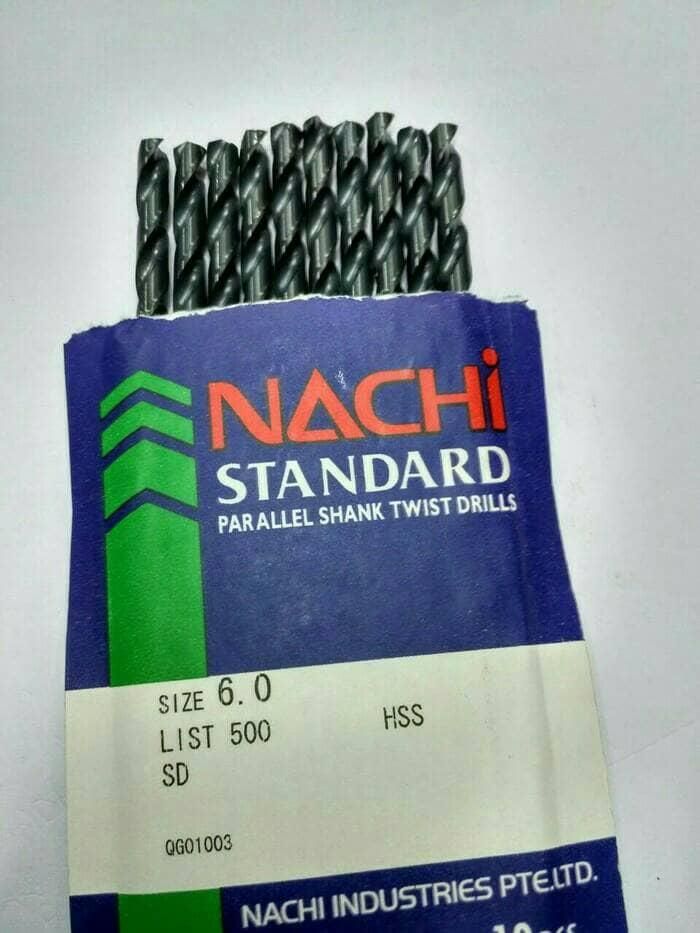 NACHi
STANDARD
PARALLEL SHANK TWIST DRILLS
SIZE 6.0
LIST 500
HSS
SD
QG01003
NACHI INDUSTRIES PTE.LTD.